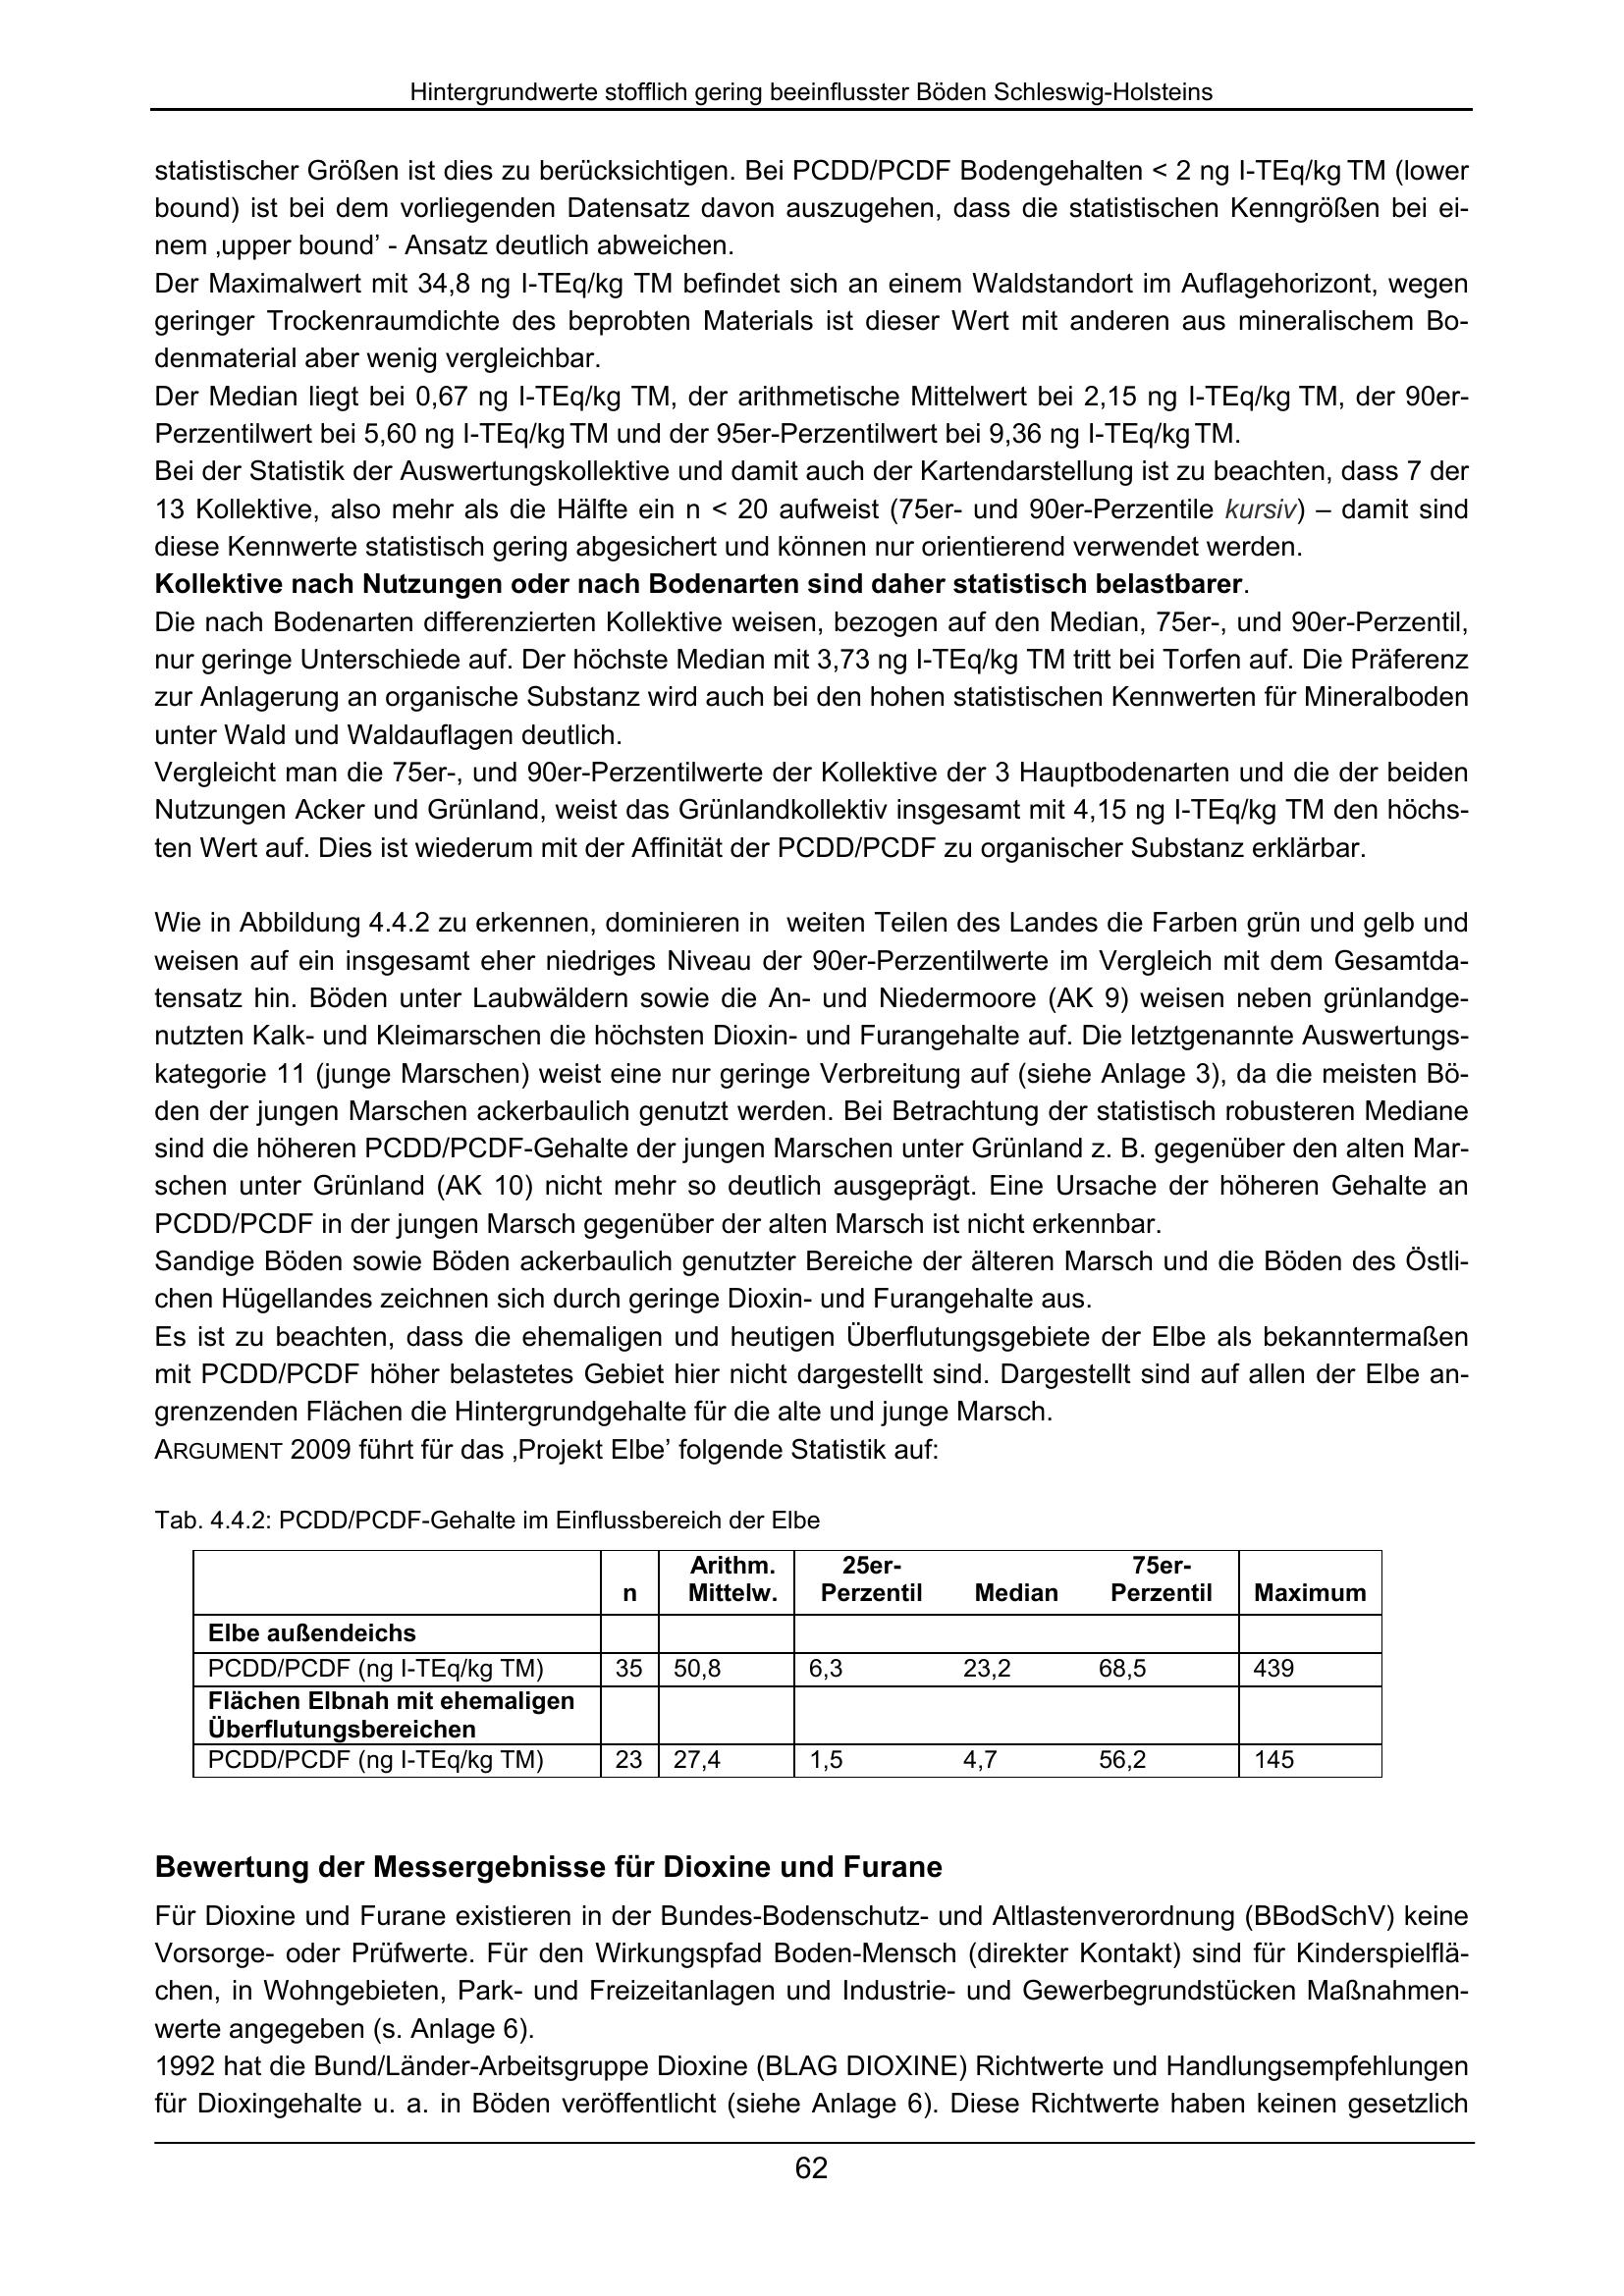 Hintergrundwerte stofflich gering beeinflusster Böden Schleswig-Holsteins
statistischer Größen ist dies zu berücksichtigen. Bei PCDD/PCDF Bodengehalten < 2 ng I-TEq/kg TM (lower
bound) ist bei dem vorliegenden Datensatz davon auszugehen, dass die statistischen Kenngrößen bei ei-
nem ‚upper bound’ - Ansatz deutlich abweichen.
Der Maximalwert mit 34,8 ng I-TEq/kg TM befindet sich an einem Waldstandort im Auflagehorizont, wegen
geringer Trockenraumdichte des beprobten Materials ist dieser Wert mit anderen aus mineralischem Bo-
denmaterial aber wenig vergleichbar.
Der Median liegt bei 0,67 ng I-TEq/kg TM, der arithmetische Mittelwert bei 2,15 ng I-TEq/kg TM, der 90er-
Perzentilwert bei 5,60 ng I-TEq/kg TM und der 95er-Perzentilwert bei 9,36 ng I-TEq/kg TM.
Bei der Statistik der Auswertungskollektive und damit auch der Kartendarstellung ist zu beachten, dass 7 der
13 Kollektive, also mehr als die Hälfte ein n < 20 aufweist (75er- und 90er-Perzentile kursiv) – damit sind
diese Kennwerte statistisch gering abgesichert und können nur orientierend verwendet werden.
Kollektive nach Nutzungen oder nach Bodenarten sind daher statistisch belastbarer.
Die nach Bodenarten differenzierten Kollektive weisen, bezogen auf den Median, 75er-, und 90er-Perzentil,
nur geringe Unterschiede auf. Der höchste Median mit 3,73 ng I-TEq/kg TM tritt bei Torfen auf. Die Präferenz
zur Anlagerung an organische Substanz wird auch bei den hohen statistischen Kennwerten für Mineralboden
unter Wald und Waldauflagen deutlich.
Vergleicht man die 75er-, und 90er-Perzentilwerte der Kollektive der 3 Hauptbodenarten und die der beiden
Nutzungen Acker und Grünland, weist das Grünlandkollektiv insgesamt mit 4,15 ng I-TEq/kg TM den höchs-
ten Wert auf. Dies ist wiederum mit der Affinität der PCDD/PCDF zu organischer Substanz erklärbar.
Wie in Abbildung 4.4.2 zu erkennen, dominieren in weiten Teilen des Landes die Farben grün und gelb und
weisen auf ein insgesamt eher niedriges Niveau der 90er-Perzentilwerte im Vergleich mit dem Gesamtda-
tensatz hin. Böden unter Laubwäldern sowie die An- und Niedermoore (AK 9) weisen neben grünlandge-
nutzten Kalk- und Kleimarschen die höchsten Dioxin- und Furangehalte auf. Die letztgenannte Auswertungs-
kategorie 11 (junge Marschen) weist eine nur geringe Verbreitung auf (siehe Anlage 3), da die meisten Bö-
den der jungen Marschen ackerbaulich genutzt werden. Bei Betrachtung der statistisch robusteren Mediane
sind die höheren PCDD/PCDF-Gehalte der jungen Marschen unter Grünland z. B. gegenüber den alten Mar-
schen unter Grünland (AK 10) nicht mehr so deutlich ausgeprägt. Eine Ursache der höheren Gehalte an
PCDD/PCDF in der jungen Marsch gegenüber der alten Marsch ist nicht erkennbar.
Sandige Böden sowie Böden ackerbaulich genutzter Bereiche der älteren Marsch und die Böden des Östli-
chen Hügellandes zeichnen sich durch geringe Dioxin- und Furangehalte aus.
Es ist zu beachten, dass die ehemaligen und heutigen Überflutungsgebiete der Elbe als bekanntermaßen
mit PCDD/PCDF höher belastetes Gebiet hier nicht dargestellt sind. Dargestellt sind auf allen der Elbe an-
grenzenden Flächen die Hintergrundgehalte für die alte und junge Marsch.
ARGUMENT 2009 führt für das ‚Projekt Elbe’ folgende Statistik auf:
Tab. 4.4.2: PCDD/PCDF-Gehalte im Einflussbereich der Elbe
n Arithm. Mittelw. 25er-Perzentil Median 75er-Perzentil Maximum
Elbe außendeichs
PCDD/PCDF (ng I-TEq/kg TM) 35 50,8 6,3 23,2 68,5 439
Flächen Elbnah mit ehemaligen
Überflutungsbereichen
PCDD/PCDF (ng I-TEq/kg TM) 23 27,4 1,5 4,7 56,2 145
Bewertung der Messergebnisse für Dioxine und Furane
Für Dioxine und Furane existieren in der Bundes-Bodenschutz- und Altlastenverordnung (BBodSchV) keine
Vorsorge- oder Prüfwerte. Für den Wirkungspfad Boden-Mensch (direkter Kontakt) sind für Kinderspielflä-
chen, in Wohngebieten, Park- und Freizeitanlagen und Industrie- und Gewerbegrundstücken Maßnahmen-
werte angegeben (s. Anlage 6).
1992 hat die Bund/Länder-Arbeitsgruppe Dioxine (BLAG DIOXINE) Richtwerte und Handlungsempfehlungen
für Dioxingehalte u. a. in Böden veröffentlicht (siehe Anlage 6). Diese Richtwerte haben keinen gesetzlich
62